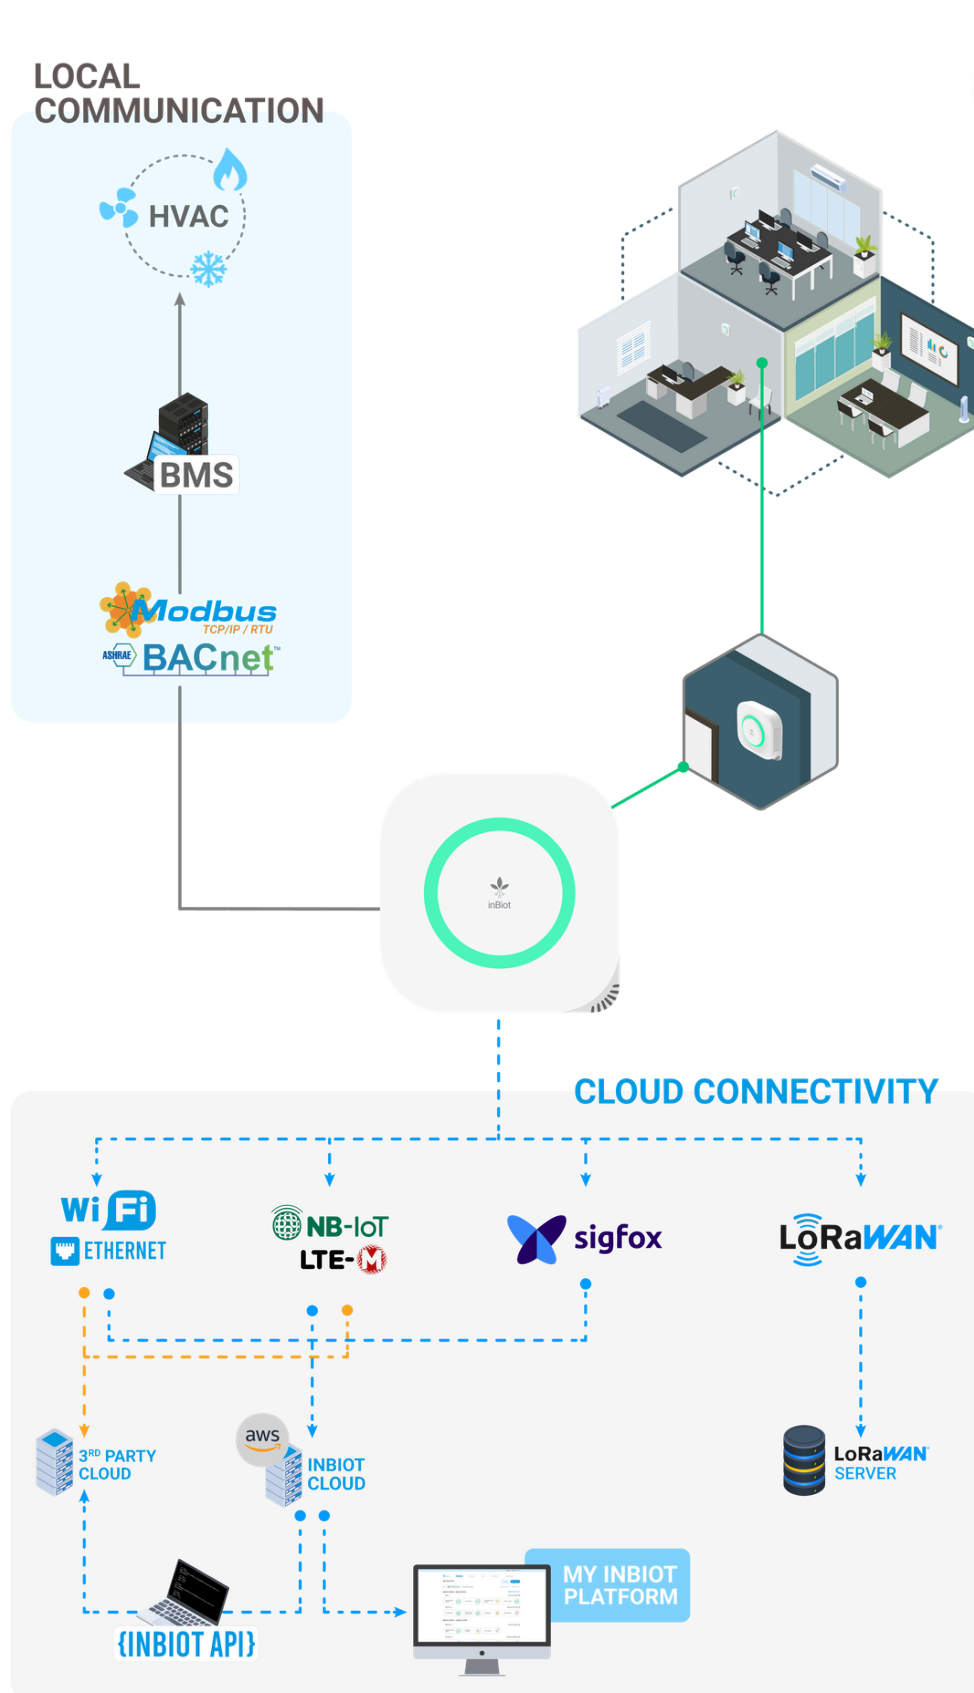 LOCAL
COMMUNICATION
HVAC
BMS
Modbus
TCP/IP / RTU
ASHRAE BACnet™
inBiot
CLOUD CONNECTIVITY
WiFi
ETHERNET
NB-IoT
LTE-M
sigfox
LoRaWAN®
aws
3RD PARTY
CLOUD
INBIOT
CLOUD
LoRaWAN®
SERVER
MY INBIOT
PLATFORM
{INBIOT API}